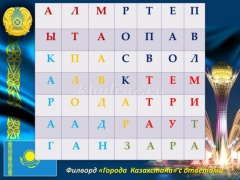 А Л М Р Т Е П
Ы Т А О П А В
К П А С В О Л
А Л В К Т Е М
Р О Д А Т Р И
А А Д Р А У Т
Г А Н З А Р А
Филворд «Города Казахстана» с ответами